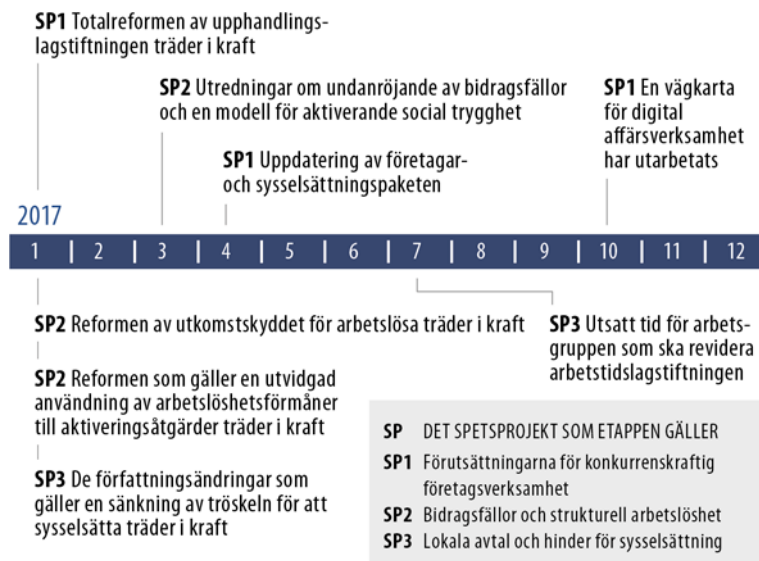 SP1 Totalreformen av upphandlings-
lagstiftningen träder i kraft
SP2 Utredningar om undanröjande av bidragsfällor
och en modell för aktiverande social trygghet
SP1 En vägkarta
för digital
affärsverksamhet
har utarbetats
SP1 Uppdatering av företagar-
och sysselsättningspaketen
2017
1 2 3 4 5 6 7 8 9 10 11 12
SP2 Reformen av utkomstskyddet för arbetslösa träder i kraft
SP2 Reformen som gäller en utvidgad
användning av arbetslöshetsförmåner
till aktiveringsåtgärder träder i kraft
SP3 De författningsändringar som
gäller en sänkning av tröskeln för att
sysselsätta träder i kraft
SP3 Utsatt tid för arbets-
gruppen som ska revidera
arbetstidslagstiftningen
SP DET SPETSPROJEKT SOM ETAPPEN GÄLLER
SP1 Förutsättningarna för konkurrenskraftig
företagsverksamhet
SP2 Bidragsfällor och strukturell arbetslöshet
SP3 Lokala avtal och hinder för sysselsättning